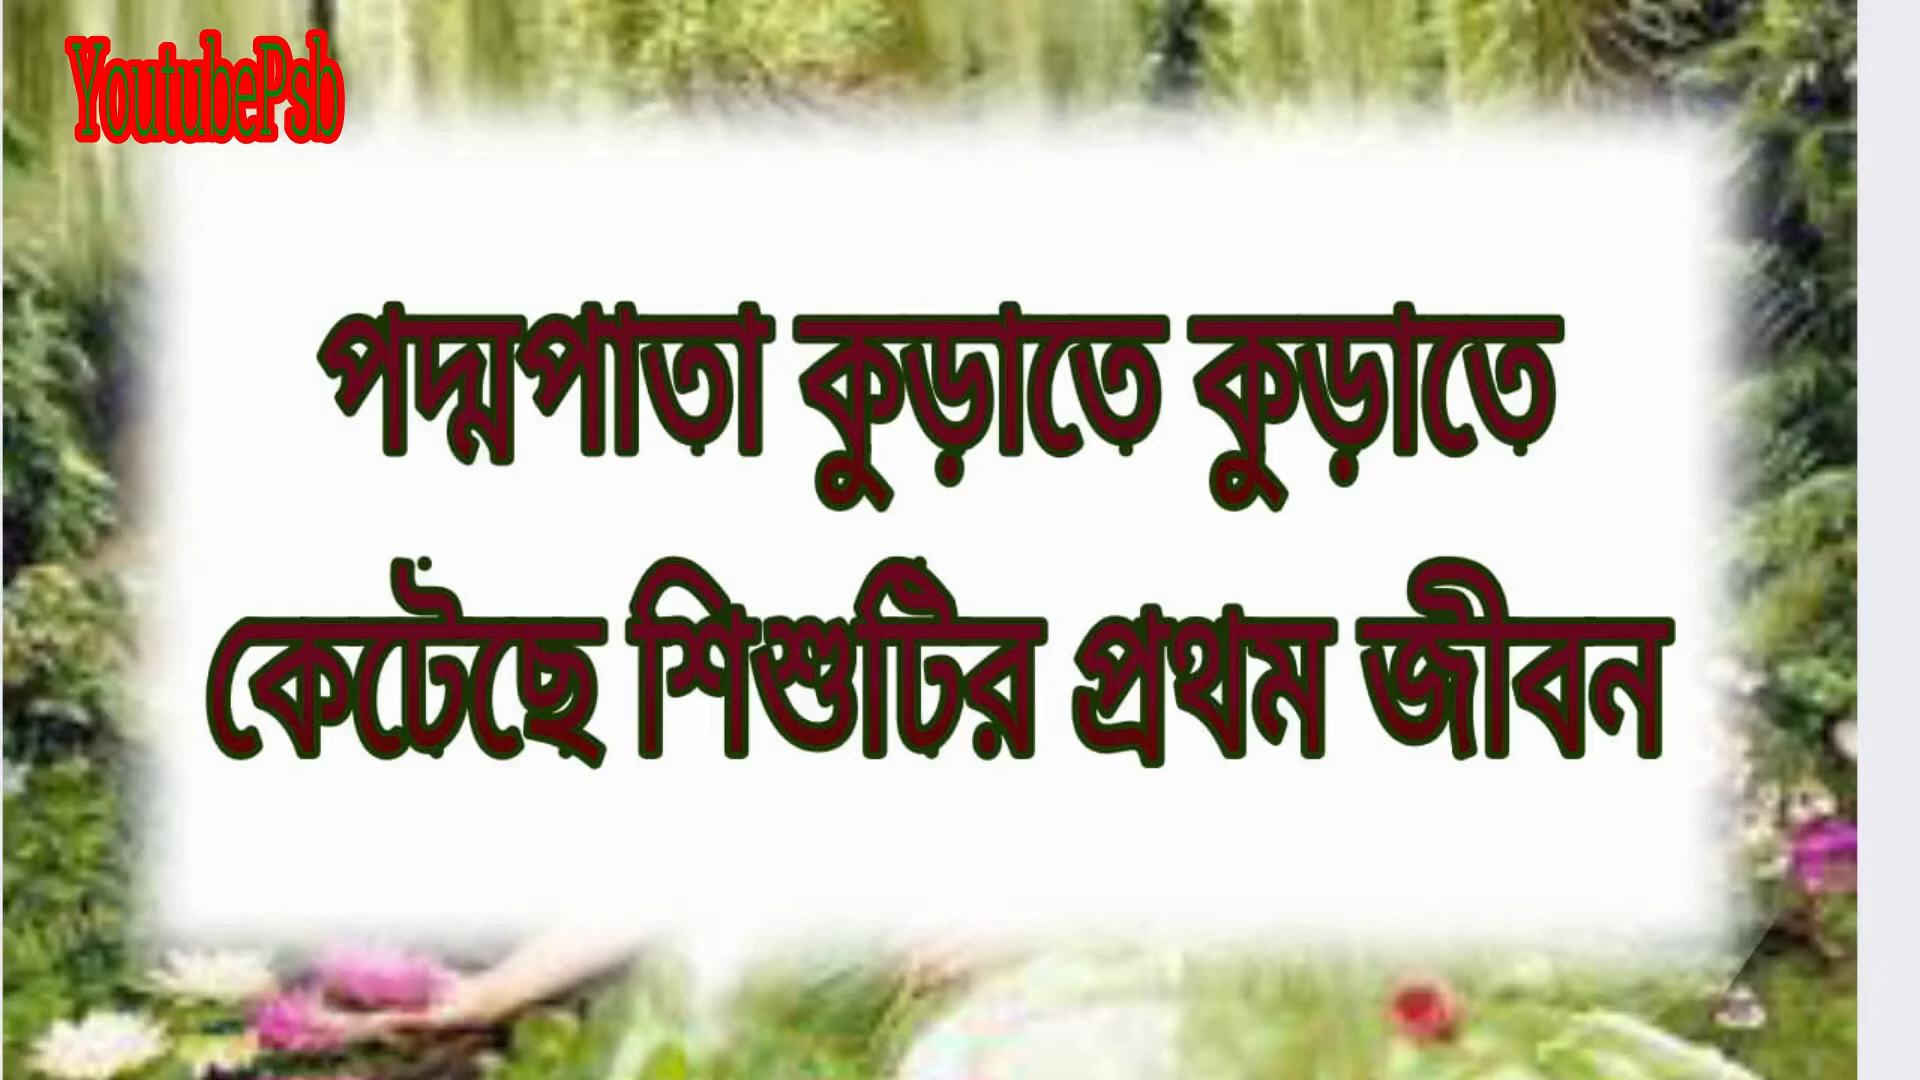 YoutubePsb
পদ্মপাতা কুড়াতে কুড়াতে
কেটেছে শিশুটির প্রথম জীবন